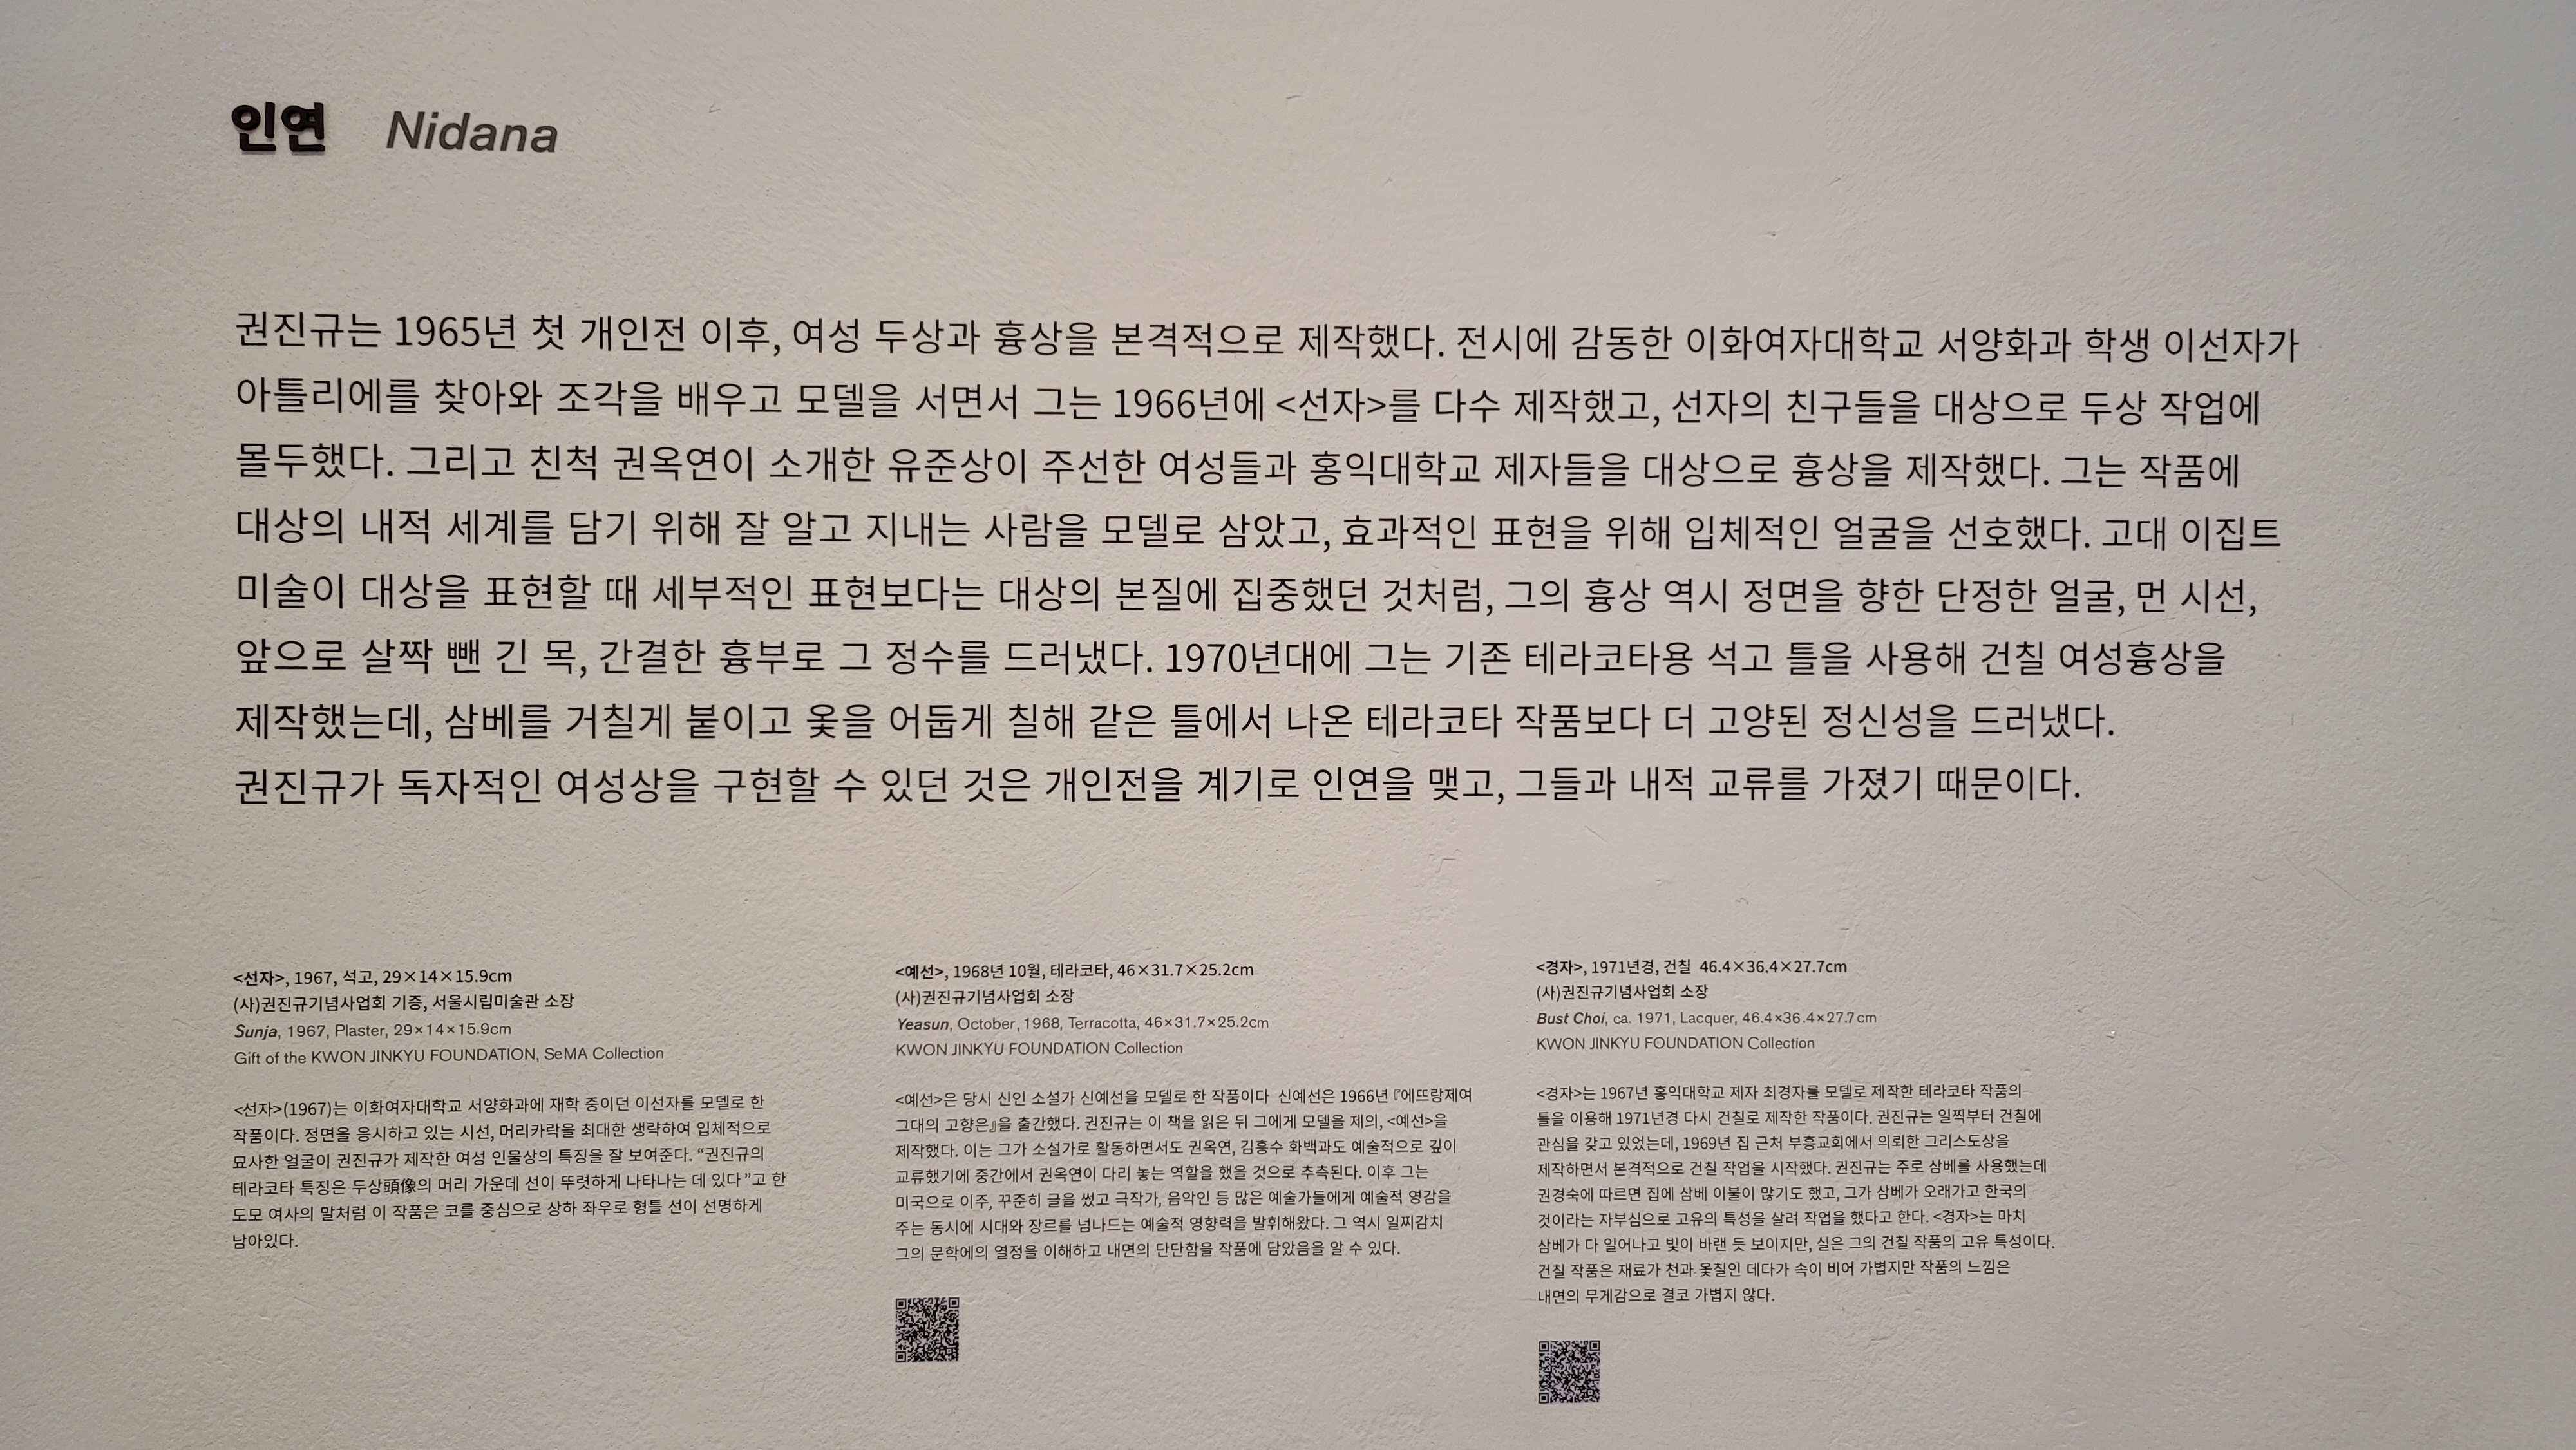 인연 Nidana
권진규는 1965년 첫 개인전 이후, 여성 두상과 흉상을 본격적으로 제작했다. 전시에 감동한 이화여자대학교 서양화과 학생 이선자가
아틀리에를 찾아와 조각을 배우고 모델을 서면서 그는 1966년에 <선자>를 다수 제작했고, 선자의 친구들을 대상으로 두상 작업에
몰두했다. 그리고 친척 권옥연이 소개한 유준상이 주선한 여성들과 홍익대학교 제자들을 대상으로 흉상을 제작했다. 그는 작품에
대상의 내적 세계를 담기 위해 잘 알고 지내는 사람을 모델로 삼았고, 효과적인 표현을 위해 입체적인 얼굴을 선호했다. 고대 이집트
미술이 대상을 표현할 때 세부적인 표현보다는 대상의 본질에 집중했던 것처럼, 그의 흉상 역시 정면을 향한 단정한 얼굴, 먼 시선,
앞으로 살짝 뺀 긴 목, 간결한 흉부로 그 정수를 드러냈다. 1970년대에 그는 기존 테라코타용 석고 틀을 사용해 건칠 여성흉상을
제작했는데, 삼베를 거칠게 붙이고 옻을 어둡게 칠해 같은 틀에서 나온 테라코타 작품보다 더 고양된 정신성을 드러냈다.
권진규가 독자적인 여성상을 구현할 수 있던 것은 개인전을 계기로 인연을 맺고, 그들과 내적 교류를 가졌기 때문이다.
<선자>, 1967, 석고, 29×14×15.9cm
(사)권진규기념사업회 기증, 서울시립미술관 소장
Sunja, 1967, Plaster, 29×14×15.9cm
Gift of the KWON JINKYU FOUNDATION, SeMA Collection
<선자>(1967)는 이화여자대학교 서양화과에 재학 중이던 이선자를 모델로 한
작품이다. 정면을 응시하고 있는 시선, 머리카락을 최대한 생략하여 입체적으로
묘사한 얼굴이 권진규가 제작한 여성 인물상의 특징을 잘 보여준다. “권진규의
테라코타 특징은 두상頭像의 머리 가운데 선이 뚜렷하게 나타나는 데 있다”고 한
도모 여사의 말처럼 이 작품은 코를 중심으로 상하 좌우로 형틀 선이 선명하게
남아있다.
<예선>, 1968년 10월, 테라코타, 46×31.7×25.2cm
(사)권진규기념사업회 소장
Yeasun, October, 1968, Terracotta, 46×31.7×25.2cm
KWON JINKYU FOUNDATION Collection
<예선>은 당시 신인 소설가 신예선을 모델로 한 작품이다 신예선은 1966년 『에뜨랑제여
그대의 고향은』을 출간했다. 권진규는 이 책을 읽은 뒤 그에게 모델을 제의, <예선>을
제작했다. 이는 그가 소설가로 활동하면서도 권옥연, 김흥수 화백과도 예술적으로 깊이
교류했기에 중간에서 권옥연이 다리 놓는 역할을 했을 것으로 추측된다. 이후 그는
미국으로 이주, 꾸준히 글을 썼고 극작가, 음악인 등 많은 예술가들에게 예술적 영감을
주는 동시에 시대와 장르를 넘나드는 예술적 영향력을 발휘해왔다. 그 역시 일찌감치
그의 문학에의 열정을 이해하고 내면의 단단함을 작품에 담았음을 알 수 있다.
<경자>, 1971년경, 건칠 46.4×36.4×27.7cm
(사)권진규기념사업회 소장
Bust Choi, ca. 1971, Lacquer, 46.4×36.4×27.7cm
KWON JINKYU FOUNDATION Collection
<경자>는 1967년 홍익대학교 제자 최경자를 모델로 제작한 테라코타 작품의
틀을 이용해 1971년경 다시 건칠로 제작한 작품이다. 권진규는 일찍부터 건칠에
관심을 갖고 있었는데, 1969년 집 근처 부흥교회에서 의뢰한 그리스도상을
제작하면서 본격적으로 건칠 작업을 시작했다. 권진규는 주로 삼베를 사용했는데
권경숙에 따르면 집에 삼베 이불이 많기도 했고, 그가 삼베가 오래가고 한국의
것이라는 자부심으로 고유의 특성을 살려 작업을 했다고 한다. <경자>는 마치
삼베가 다 일어나고 빛이 바랜 듯 보이지만, 실은 그의 건칠 작품의 고유 특성이다.
건칠 작품은 재료가 천과 옻칠인 데다가 속이 비어 가볍지만 작품의 느낌은
내면의 무게감으로 결코 가볍지 않다.